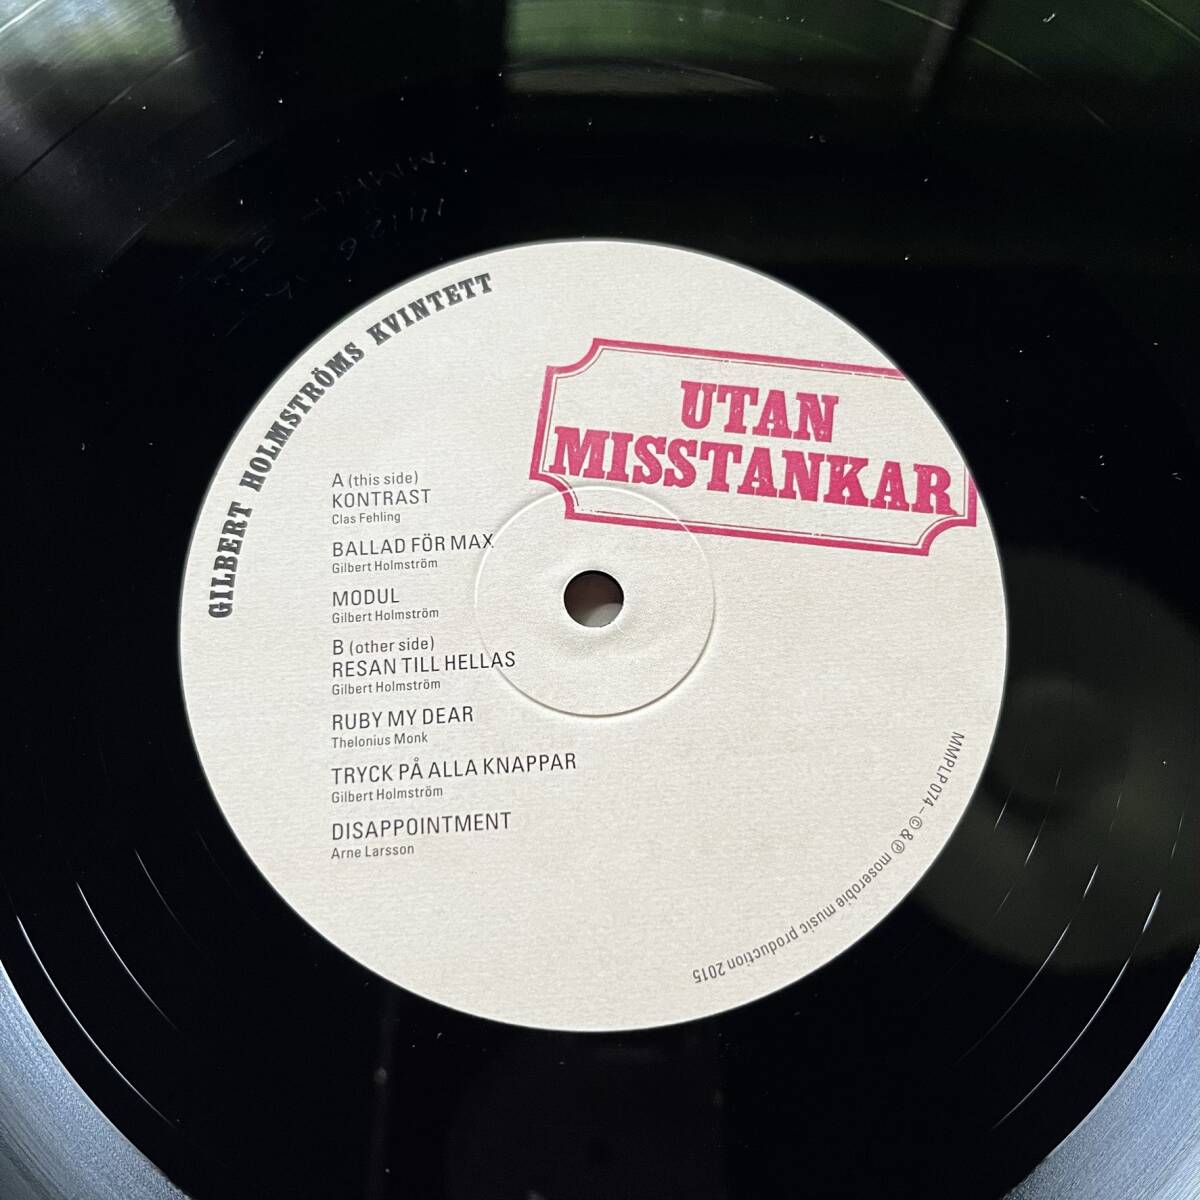 GILBERT HOLMSTRÖMS KVINTETT
UTAN
MISSTANKAR
A (this side)
KONTRAST
Clas Fehling
BALLAD FÖR MAX
Gilbert Holmström
MODUL
Gilbert Holmström
B (other side)
RESAN TILL HELLAS
Gilbert Holmström
RUBY MY DEAR
Thelonius Monk
TRYCK PÅ ALLA KNAPPAR
Gilbert Holmström
DISAPPOINTMENT
Arne Larsson
MMPLP074 – © & ℗ moserobie music production 2015